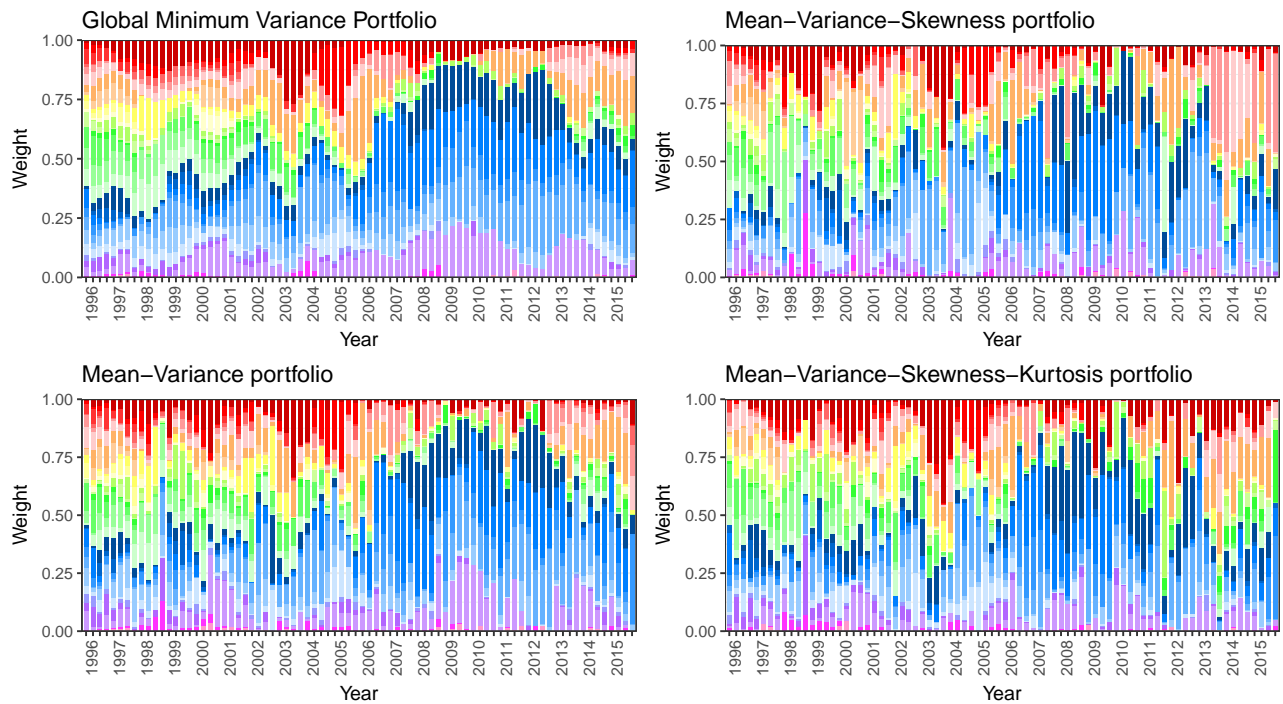 Global Minimum Variance Portfolio
1.00
0.75
0.50
0.25
0.00
Weight
1996 1997 1998 1999 2000 2001 2002 2003 2004 2005 2006 2007 2008 2009 2010 2011 2012 2013 2014 2015
Year
Mean−Variance−Skewness portfolio
1.00
0.75
0.50
0.25
0.00
Weight
1996 1997 1998 1999 2000 2001 2002 2003 2004 2005 2006 2007 2008 2009 2010 2011 2012 2013 2014 2015
Year
Mean−Variance portfolio
1.00
0.75
0.50
0.25
0.00
Weight
1996 1997 1998 1999 2000 2001 2002 2003 2004 2005 2006 2007 2008 2009 2010 2011 2012 2013 2014 2015
Year
Mean−Variance−Skewness−Kurtosis portfolio
1.00
0.75
0.50
0.25
0.00
Weight
1996 1997 1998 1999 2000 2001 2002 2003 2004 2005 2006 2007 2008 2009 2010 2011 2012 2013 2014 2015
Year